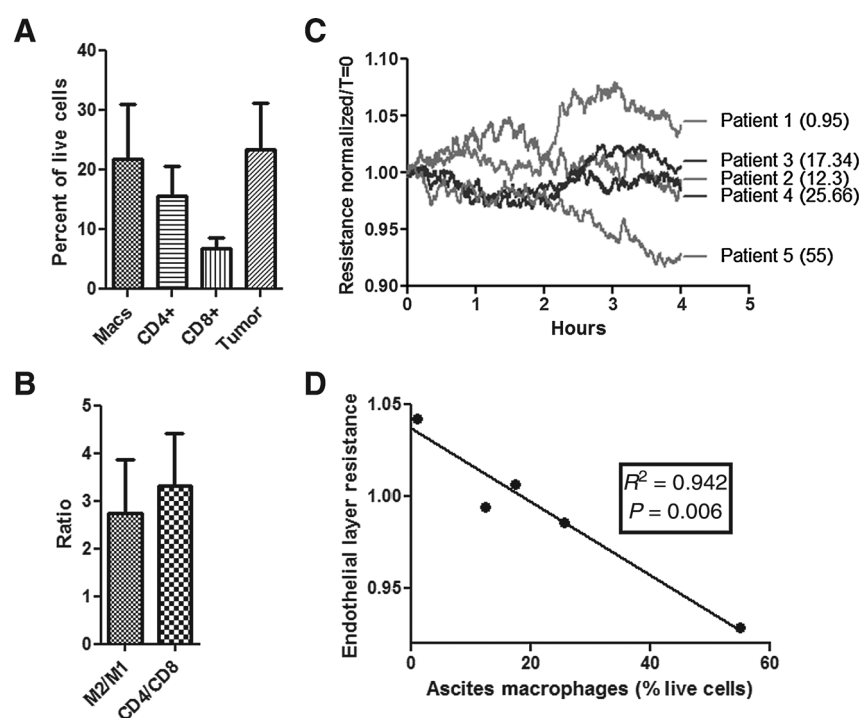 A
Percent of live cells
40
30
20
10
0
Macs
CD4+
CD8+
Tumor
B
Ratio
5
4
3
2
1
0
M2/M1
CD4/CD8
C
Resistance normalized/T=0
1.10
1.05
1.00
0.95
0.90
0
1
2
3
4
5
Hours
Patient 1 (0.95)
Patient 3 (17.34)
Patient 2 (12.3)
Patient 4 (25.66)
Patient 5 (55)
D
Endothelial layer resistance
1.05
1.00
0.95
0
20
40
60
Ascites macrophages (% live cells)
R² = 0.942
P = 0.006